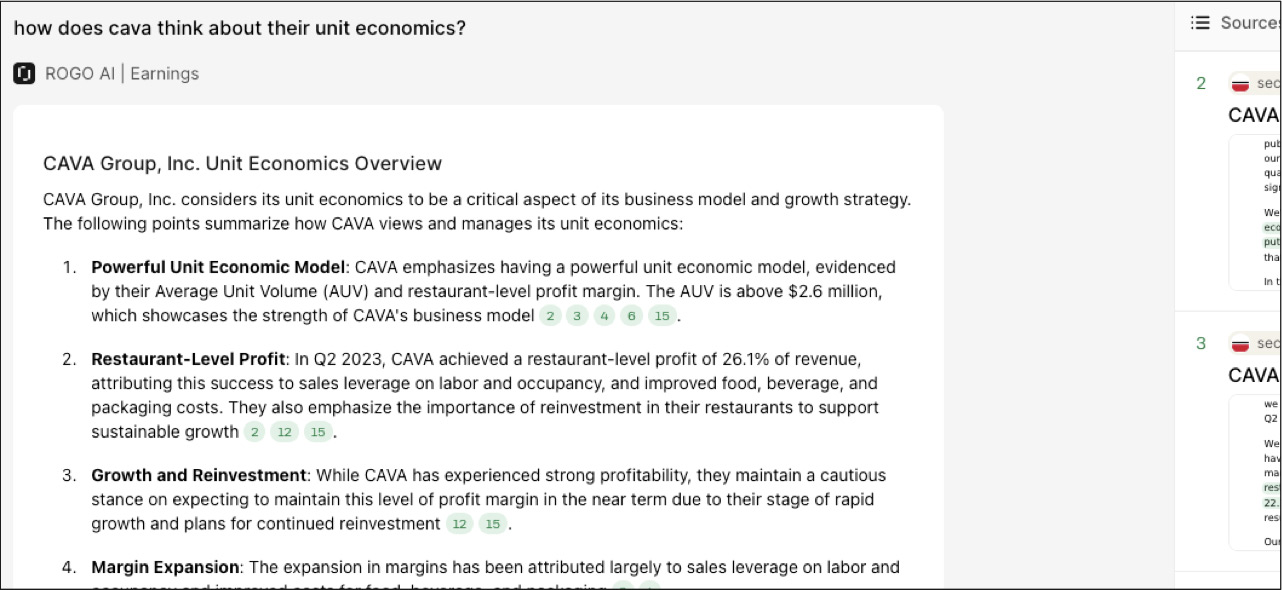 how does cava think about their unit economics?
ROGO AI | Earnings
CAVA Group, Inc. Unit Economics Overview
CAVA Group, Inc. considers its unit economics to be a critical aspect of its business model and growth strategy.
The following points summarize how CAVA views and manages its unit economics:
1. Powerful Unit Economic Model: CAVA emphasizes having a powerful unit economic model, evidenced
by their Average Unit Volume (AUV) and restaurant-level profit margin. The AUV is above $2.6 million,
which showcases the strength of CAVA's business model 2 3 4 6 15.
2. Restaurant-Level Profit: In Q2 2023, CAVA achieved a restaurant-level profit of 26.1% of revenue,
attributing this success to sales leverage on labor and occupancy, and improved food, beverage, and
packaging costs. They also emphasize the importance of reinvestment in their restaurants to support
sustainable growth 2 12 15.
3. Growth and Reinvestment: While CAVA has experienced strong profitability, they maintain a cautious
stance on expecting to maintain this level of profit margin in the near term due to their stage of rapid
growth and plans for continued reinvestment 12 15.
4. Margin Expansion: The expansion in margins has been attributed largely to sales leverage on labor and
occupancy and improved costs for food, beverage, and packaging
Sources
2 sec
CAVA
pub
our
qua
sign
We
eco
put
tha
In t
3 sec
CAVA
we
Q2
We
hav
ma
rest
22.
res
Our